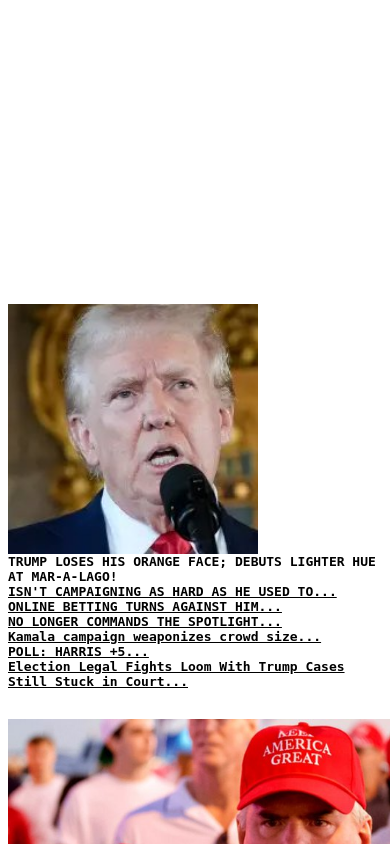 TRUMP LOSES HIS ORANGE FACE; DEBUTS LIGHTER HUE
AT MAR-A-LAGO!
ISN'T CAMPAIGNING AS HARD AS HE USED TO...
ONLINE BETTING TURNS AGAINST HIM...
NO LONGER COMMANDS THE SPOTLIGHT...
Kamala campaign weaponizes crowd size...
POLL: HARRIS +5...
Election Legal Fights Loom With Trump Cases
Still Stuck in Court...
KEEP
AMERICA
GREAT